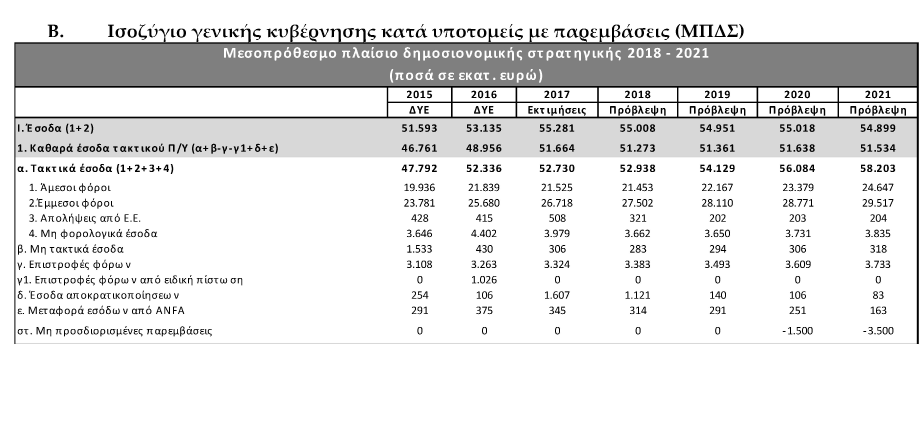 Β. Ισοζύγιο γενικής κυβέρνησης κατά υποτομείς με παρεμβάσεις (ΜΠΔΣ)
Μεσοπρόθεσμο πλαίσιο δημοσιονομικής στρατηγικής 2018 - 2021
(ποσά σε εκατ. ευρώ)
2015 2016 2017 2018 2019 2020 2021
ΔΥΕ ΔΥΕ Εκτιμήσεις Πρόβλεψη Πρόβλεψη Πρόβλεψη Πρόβλεψη
Ι.Έσοδα (1+2) 51.593 53.135 55.281 55.008 54.951 55.018 54.899
1. Καθαρά έσοδα τακτικού Π/Υ (α+β-γ-γ1+δ+ε) 46.761 48.956 51.664 51.273 51.361 51.638 51.534
α. Τακτικά έσοδα (1+2+3+4) 47.792 52.336 52.730 52.938 54.129 56.084 58.203
1. Άμεσοι φόροι 19.936 21.839 21.525 21.453 22.167 23.379 24.647
2.Έμμεσοι φόροι 23.781 25.680 26.718 27.502 28.110 28.771 29.517
3. Απολήψεις από Ε.Ε. 428 415 508 321 202 203 204
4. Μη φορολογικά έσοδα 3.646 4.402 3.979 3.662 3.650 3.731 3.835
β. Μη τακτικά έσοδα 1.533 430 306 283 294 306 318
γ. Επιστροφές φόρων 3.108 3.263 3.324 3.383 3.493 3.609 3.733
γ1. Επιστροφές φόρων από ειδική πίστωση 0 1.026 0 0 0 0 0
δ. Έσοδα αποκρατικοποίησεων 254 106 1.607 1.121 140 106 83
ε. Μεταφορά εσόδων από ANFA 291 375 345 314 291 251 163
στ. Μη προσδιορισμένες παρεμβάσεις 0 0 0 0 0 -1.500 -3.500